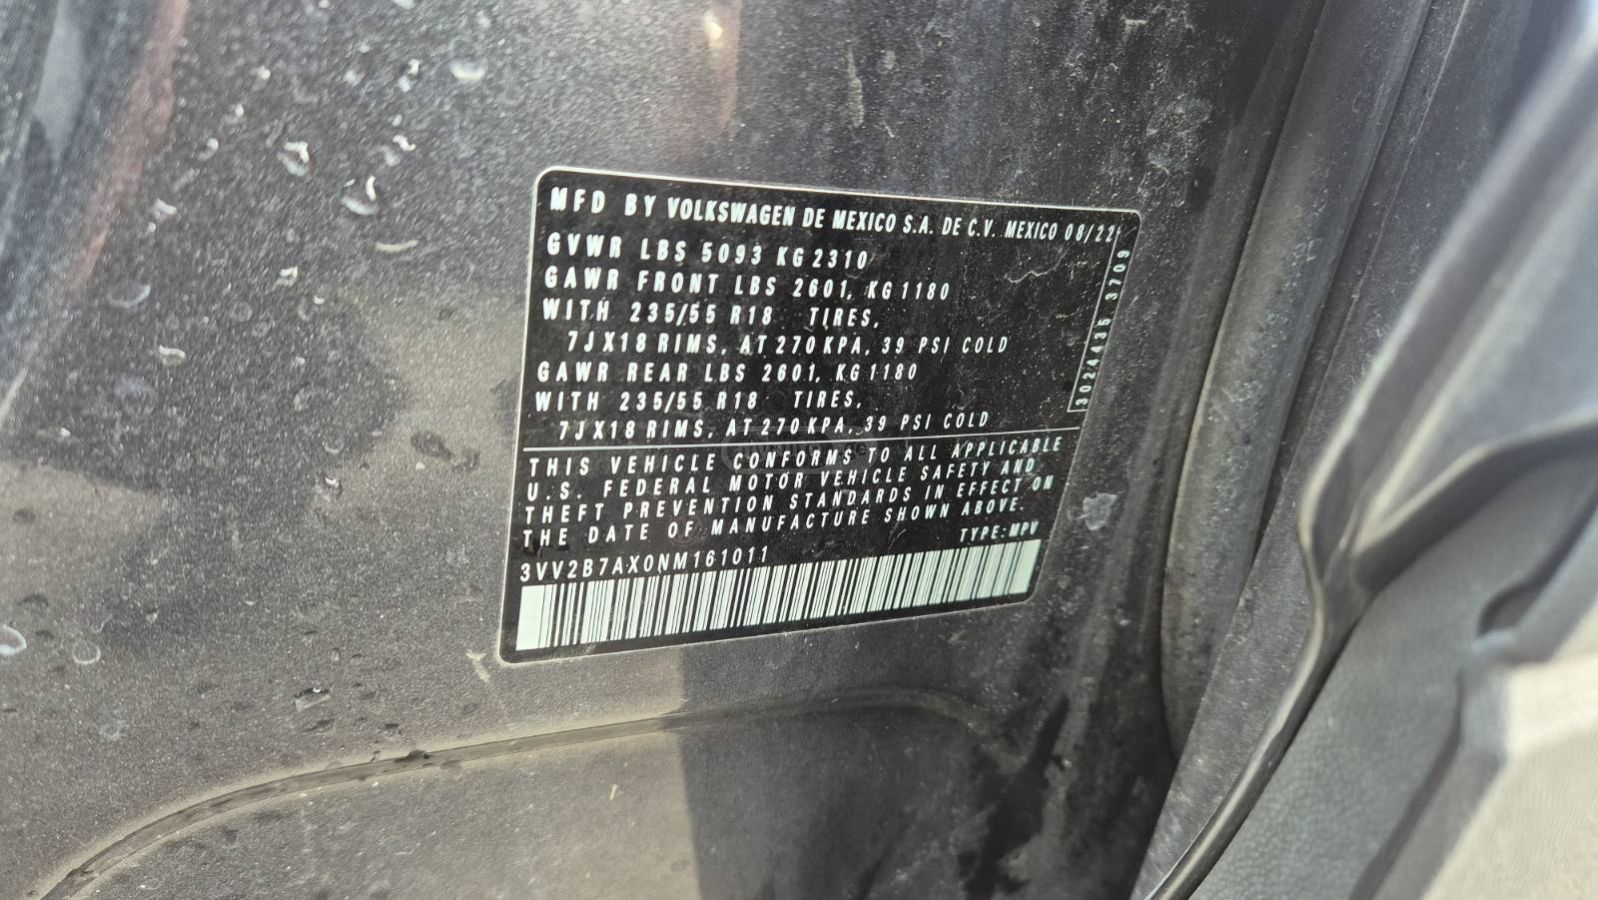 MFD BY VOLKSWAGEN DE MEXICO S.A. DE C.V. MEXICO 08/22
GVWR LBS 5093 KG 2310
GAWR FRONT LBS 2601, KG 1180
WITH 235/55 R18 TIRES,
7JX18 RIMS, AT 270 KPA, 39 PSI COLD
GAWR REAR LBS 2601, KG 1180
WITH 235/55 R18 TIRES,
7JX18 RIMS, AT 270 KPA, 39 PSI COLD
3024436 3709
THIS VEHICLE CONFORMS TO ALL APPLICABLE
U.S. FEDERAL MOTOR VEHICLE SAFETY AND
THEFT PREVENTION STANDARDS IN EFFECT ON
THE DATE OF MANUFACTURE SHOWN ABOVE.
TYPE: MPV
3VV2B7AX0NM161011